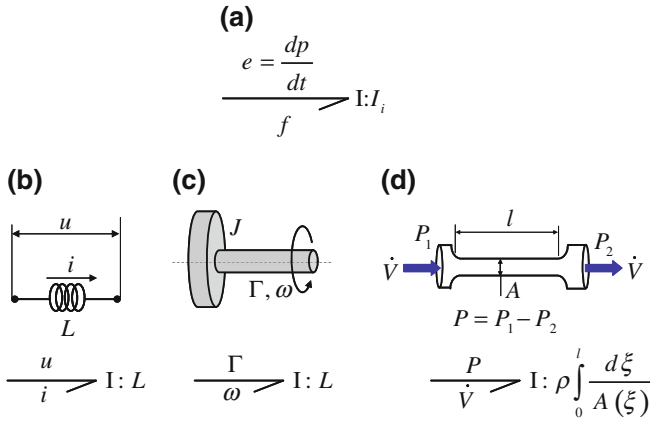 (a)
e = dp/dt
f
I:I_i
(b)
u
i
L
u
i
I : L
(c)
J
Γ, ω
Γ
ω
I : L
(d)
l
P_1
P_2
V̇
V̇
A
P = P_1 − P_2
P
V̇
I : ρ ∫_0^l dξ / A(ξ)